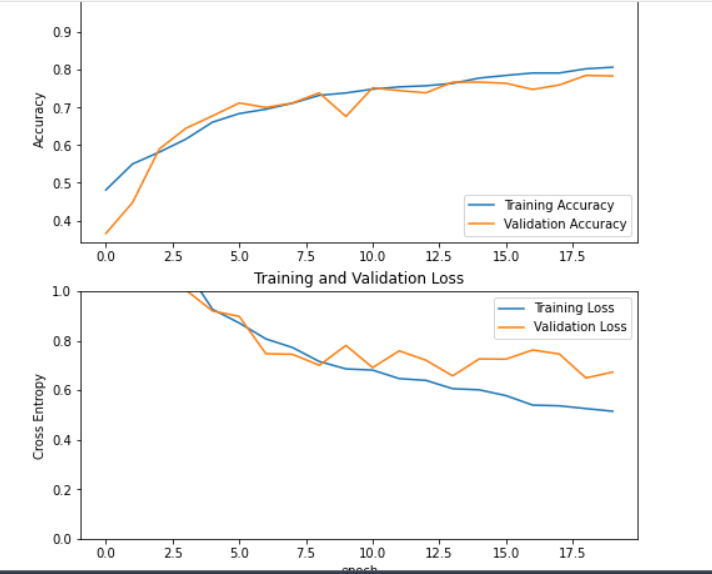 0.9
0.8
0.7
0.6
0.5
0.4
Accuracy
Training Accuracy
Validation Accuracy
0.0 2.5 5.0 7.5 10.0 12.5 15.0 17.5
Training and Validation Loss
1.0
0.8
0.6
0.4
0.2
0.0
Cross Entropy
Training Loss
Validation Loss
0.0 2.5 5.0 7.5 10.0 12.5 15.0 17.5
epoch